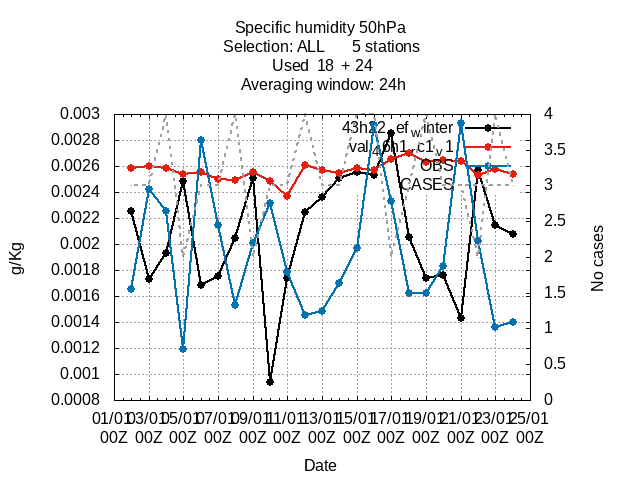 Specific humidity 50hPa
Selection: ALL 5 stations
Used 18 + 24
Averaging window: 24h
0.003
0.0028
0.0026
0.0024
0.0022
0.002
0.0018
0.0016
0.0014
0.0012
0.001
0.0008
g/Kg
4
3.5
3
2.5
2
1.5
1
0.5
0
No cases
OBS
CASES
01/01 03/01 05/01 07/01 09/01 11/01 13/01 15/01 17/01 19/01 21/01 23/01 25/01
00Z 00Z 00Z 00Z 00Z 00Z 00Z 00Z 00Z 00Z 00Z 00Z 00Z
Date